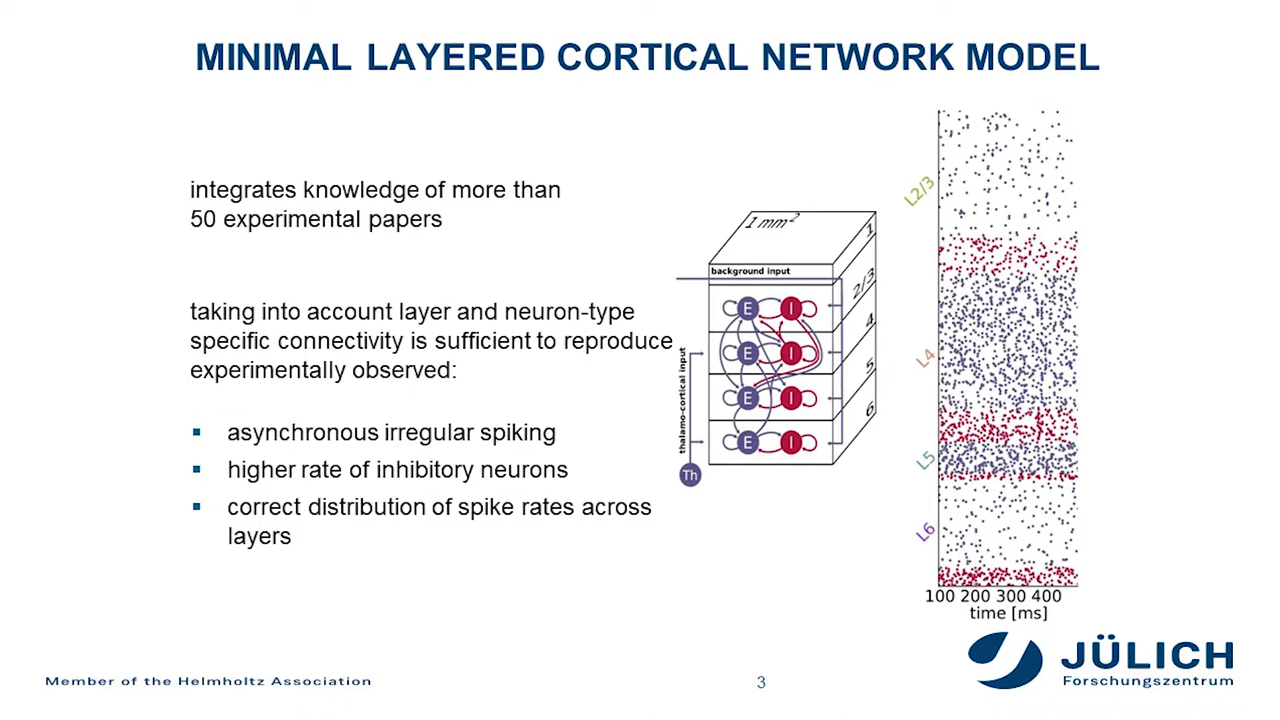 MINIMAL LAYERED CORTICAL NETWORK MODEL
integrates knowledge of more than
50 experimental papers
taking into account layer and neuron-type
specific connectivity is sufficient to reproduce
experimentally observed:
▪ asynchronous irregular spiking
▪ higher rate of inhibitory neurons
▪ correct distribution of spike rates across
layers
1 mm²
1
background input
2/3
E I
4
E I
5
E I
6
E I
thalamo-cortical input
Th
L2/3
L4
L5
L6
100 200 300 400
time [ms]
JÜLICH
Forschungszentrum
Member of the Helmholtz Association
3